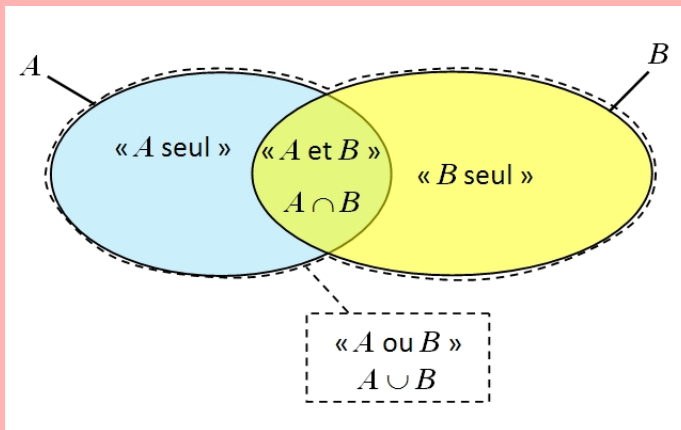 A
B
« A seul »
« A et B »
A ∩ B
« B seul »
« A ou B »
A ∪ B